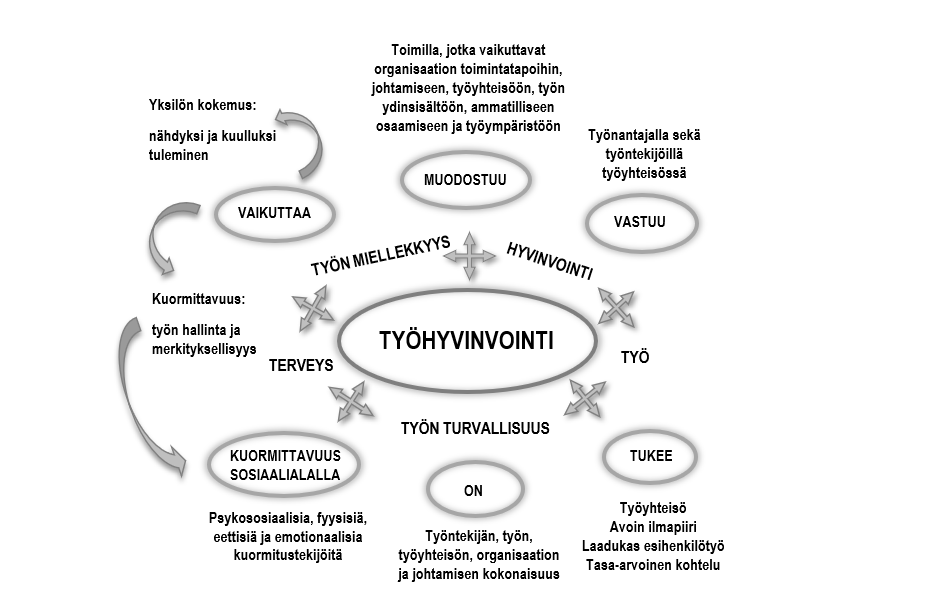 Toimilla, jotka vaikuttavat
organisaation toimintatapoihin,
johtamiseen, työyhteisöön, työn
ydinsisältöön, ammatilliseen
osaamiseen ja työympäristöön
Yksilön kokemus:
nähdyksi ja kuulluksi
tuleminen
Työnantajalla sekä
työntekijöillä
työyhteisössä
MUODOSTUU
VAIKUTTAA
VASTUU
TYÖN MIELLEKKYYS
HYVINVOINTI
Kuormittavuus:
työn hallinta ja
merkityksellisyys
TYÖHYVINVOINTI
TERVEYS
TYÖ
TYÖN TURVALLISUUS
KUORMITTAVUUS
SOSIAALIALALLA
ON
TUKEE
Psykososiaalisia, fyysisiä,
eettisiä ja emotionaalisia
kuormitustekijöitä
Työntekijän, työn,
työyhteisön, organisaation
ja johtamisen kokonaisuus
Työyhteisö
Avoin ilmapiiri
Laadukas esihenkilötyö
Tasa-arvoinen kohtelu